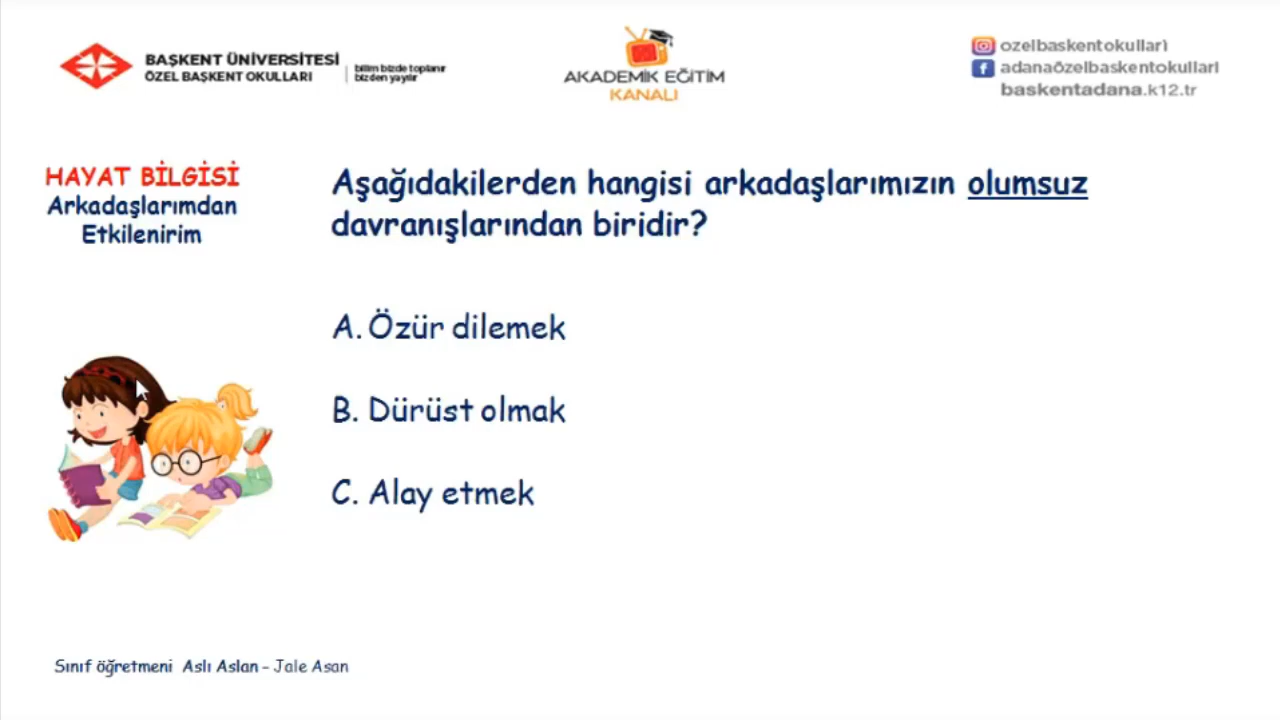 BAŞKENT ÜNİVERSİTESİ
ÖZEL BAŞKENT OKULLARI
bilim bizde toplanır
bizden yayılır
AKADEMİK EĞİTİM
KANALI
ozelbaskentokulları
adanaözelbaskentokulları
baskentadana.k12.tr
HAYAT BİLGİSİ
Arkadaşlarımdan
Etkilenirim
Aşağıdakilerden hangisi arkadaşlarımızın olumsuz
davranışlarından biridir?
A. Özür dilemek
B. Dürüst olmak
C. Alay etmek
Sınıf öğretmeni Aslı Aslan - Jale Asan